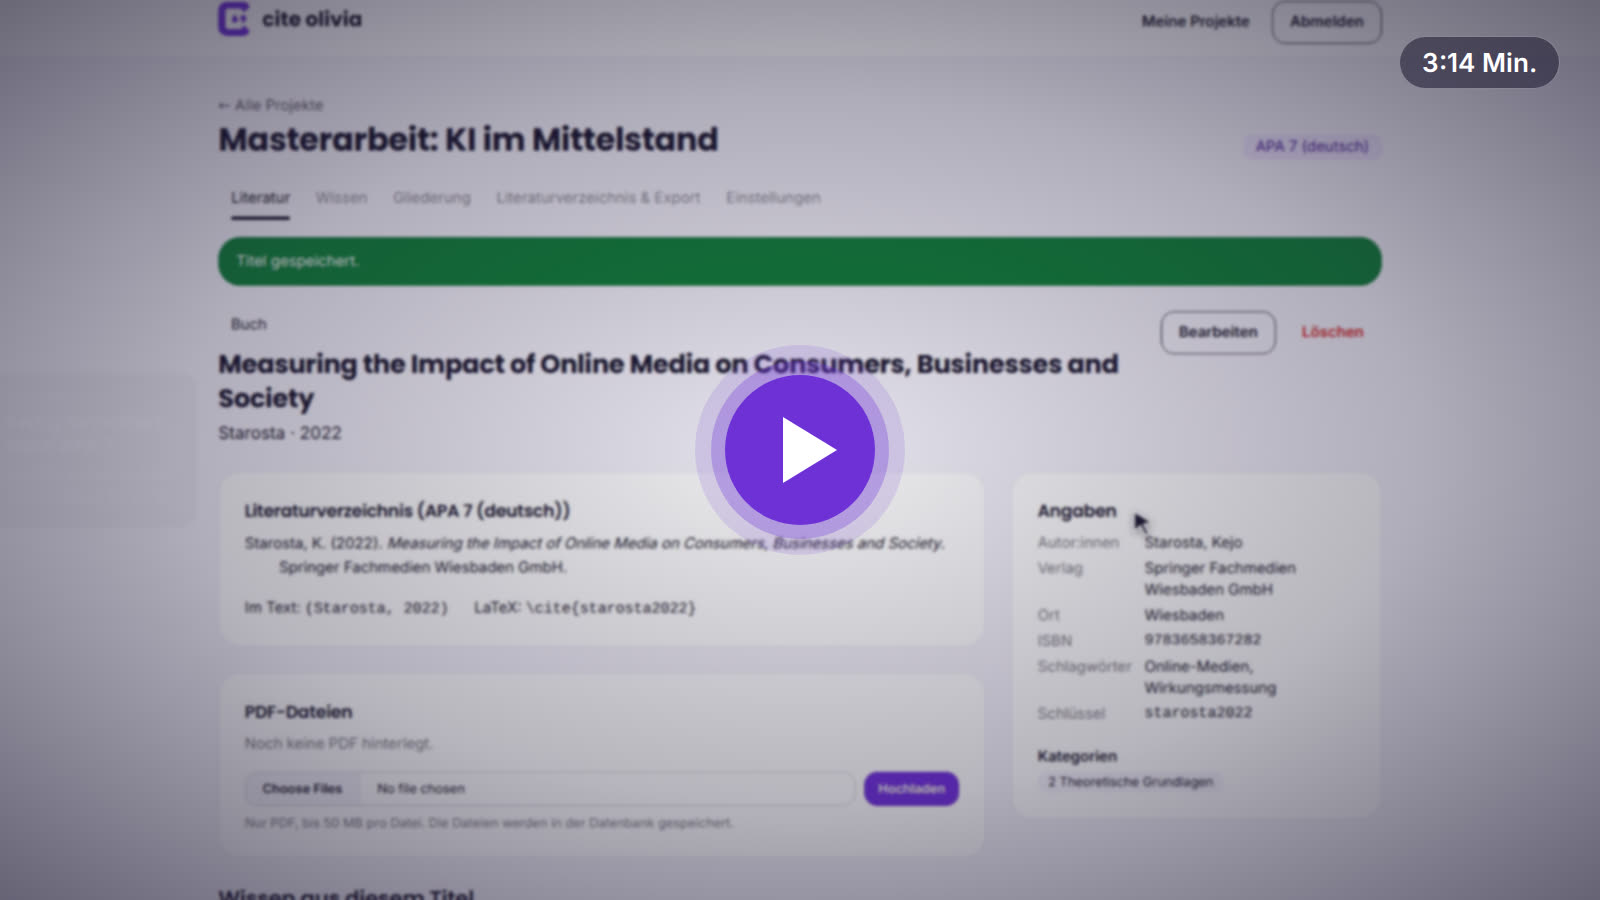 cite olivia
Meine Projekte
Abmelden
3:14 Min.
← Alle Projekte
Masterarbeit: KI im Mittelstand
APA 7 (deutsch)
Literatur Wissen Gliederung Literaturverzeichnis & Export Einstellungen
Titel gespeichert.
Buch
Bearbeiten
Löschen
Measuring the Impact of Online Media on Consumers, Businesses and
Society
Starosta · 2022
Literaturverzeichnis (APA 7 (deutsch))
Starosta, K. (2022). Measuring the Impact of Online Media on Consumers, Businesses and Society.
Springer Fachmedien Wiesbaden GmbH.
Im Text: (Starosta, 2022) LaTeX: \cite{starosta2022}
PDF-Dateien
Noch keine PDF hinterlegt.
Choose Files No file chosen
Hochladen
Nur PDF, bis 50 MB pro Datei. Die Dateien werden in der Datenbank gespeichert.
Angaben
Autor:innen Starosta, Kejo
Verlag Springer Fachmedien
Wiesbaden GmbH
Ort Wiesbaden
ISBN 9783658367282
Schlagwörter Online-Medien,
Wirkungsmessung
Schlüssel starosta2022
Kategorien
2 Theoretische Grundlagen
Wissen aus diesem Titel